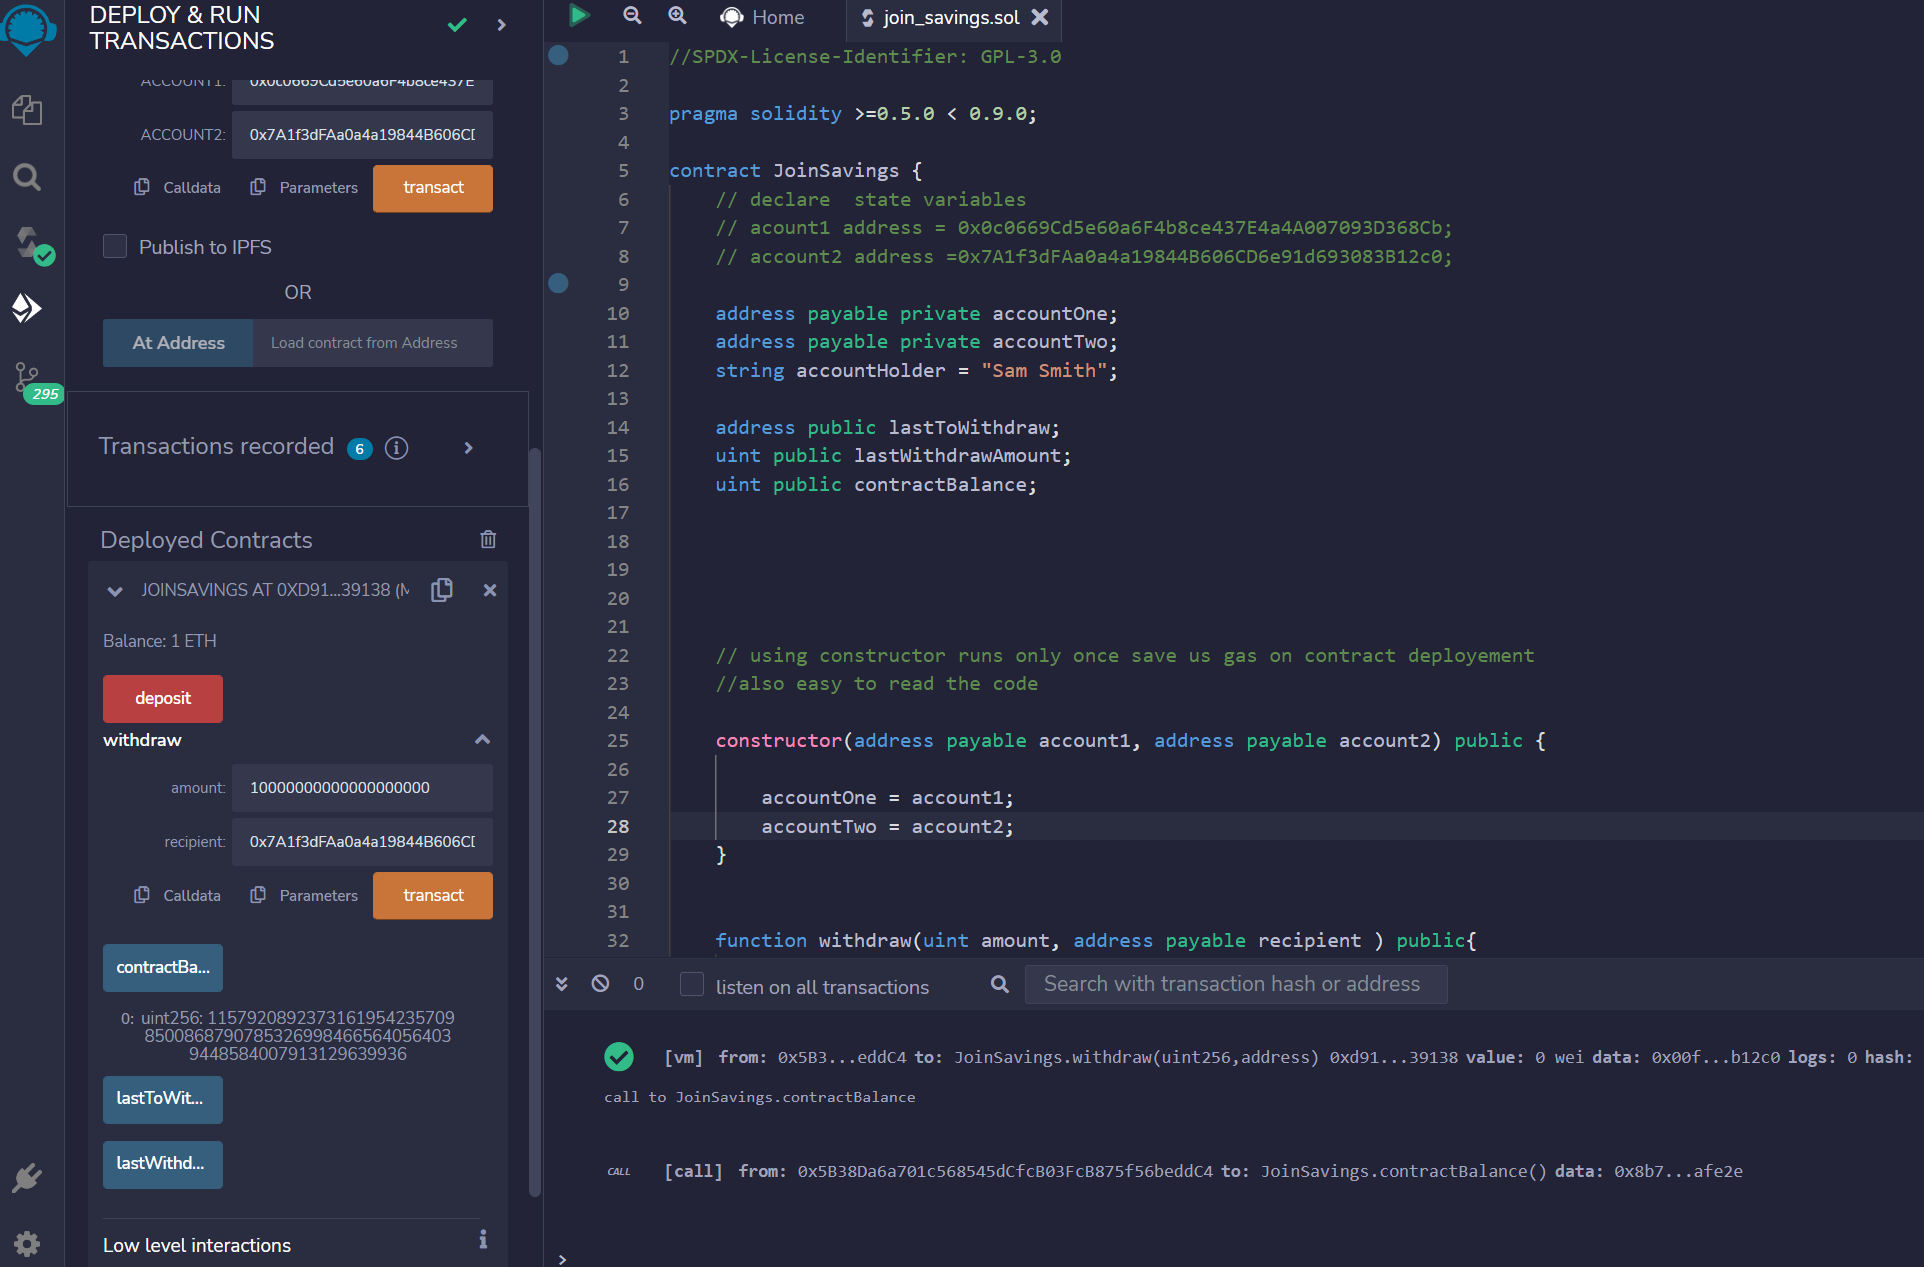 DEPLOY & RUN
TRANSACTIONS
ACCOUNT1: 0x0c0669Cd5e60a6F4b8ce437E
ACCOUNT2: 0x7A1f3dFAa0a4a19844B606CD
Calldata Parameters transact
Publish to IPFS
OR
At Address Load contract from Address
295
Transactions recorded 6 i
Deployed Contracts
JOINSAVINGS AT 0XD91...39138 (M
Balance: 1 ETH
deposit
withdraw
amount: 10000000000000000000
recipient: 0x7A1f3dFAa0a4a19844B606CD
Calldata Parameters transact
contractBa...
0: uint256: 1157920892373161954235709
85008687907853269984665640564039
9448584007913129639936
lastToWit...
lastWithd...
Low level interactions i
Home join_savings.sol
1 //SPDX-License-Identifier: GPL-3.0
2
3 pragma solidity >=0.5.0 < 0.9.0;
4
5 contract JoinSavings {
6 // declare  state variables
7 // acount1 address = 0x0c0669Cd5e60a6F4b8ce437E4a4A007093D368Cb;
8 // account2 address =0x7A1f3dFAa0a4a19844B606CD6e91d693083B12c0;
9
10 address payable private accountOne;
11 address payable private accountTwo;
12 string accountHolder = "Sam Smith";
13
14 address public lastToWithdraw;
15 uint public lastWithdrawAmount;
16 uint public contractBalance;
17
18
19
20
21
22 // using constructor runs only once save us gas on contract deployement
23 //also easy to read the code
24
25 constructor(address payable account1, address payable account2) public {
26
27 accountOne = account1;
28 accountTwo = account2;
29 }
30
31
32 function withdraw(uint amount, address payable recipient ) public{
0 listen on all transactions Search with transaction hash or address
[vm] from: 0x5B3...eddC4 to: JoinSavings.withdraw(uint256,address) 0xd91...39138 value: 0 wei data: 0x00f...b12c0 logs: 0 hash:
call to JoinSavings.contractBalance
CALL [call] from: 0x5B38Da6a701c568545dCfcB03FcB875f56beddC4 to: JoinSavings.contractBalance() data: 0x8b7...afe2e
>